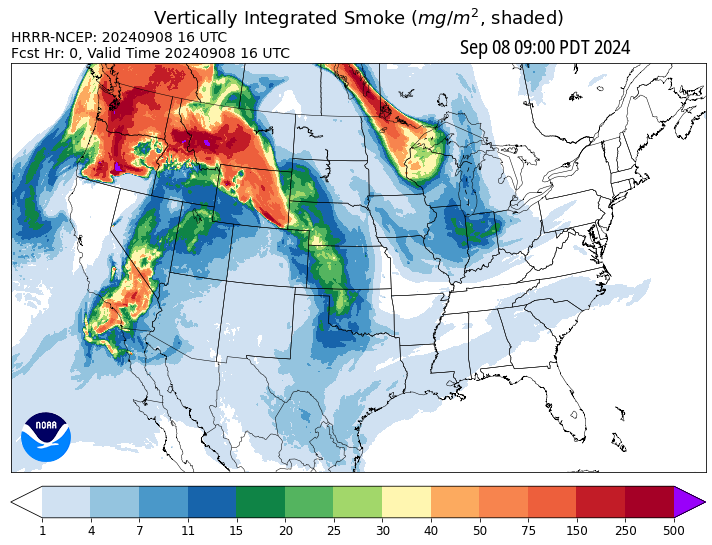 Vertically Integrated Smoke (mg/m², shaded)
HRRR-NCEP: 20240908 16 UTC
Fcst Hr: 0, Valid Time 20240908 16 UTC
Sep 08 09:00 PDT 2024
NOAA
1 4 7 11 15 20 25 30 40 50 75 150 250 500